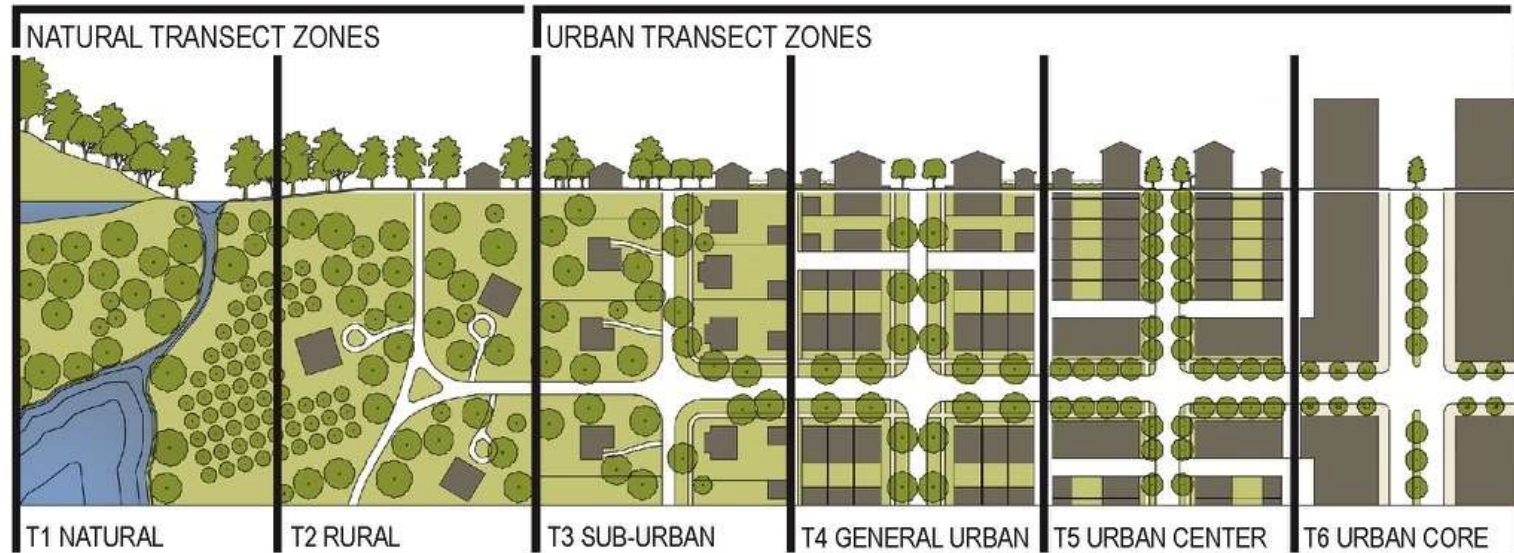 NATURAL TRANSECT ZONES
URBAN TRANSECT ZONES
T1 NATURAL
T2 RURAL
T3 SUB-URBAN
T4 GENERAL URBAN
T5 URBAN CENTER
T6 URBAN CORE